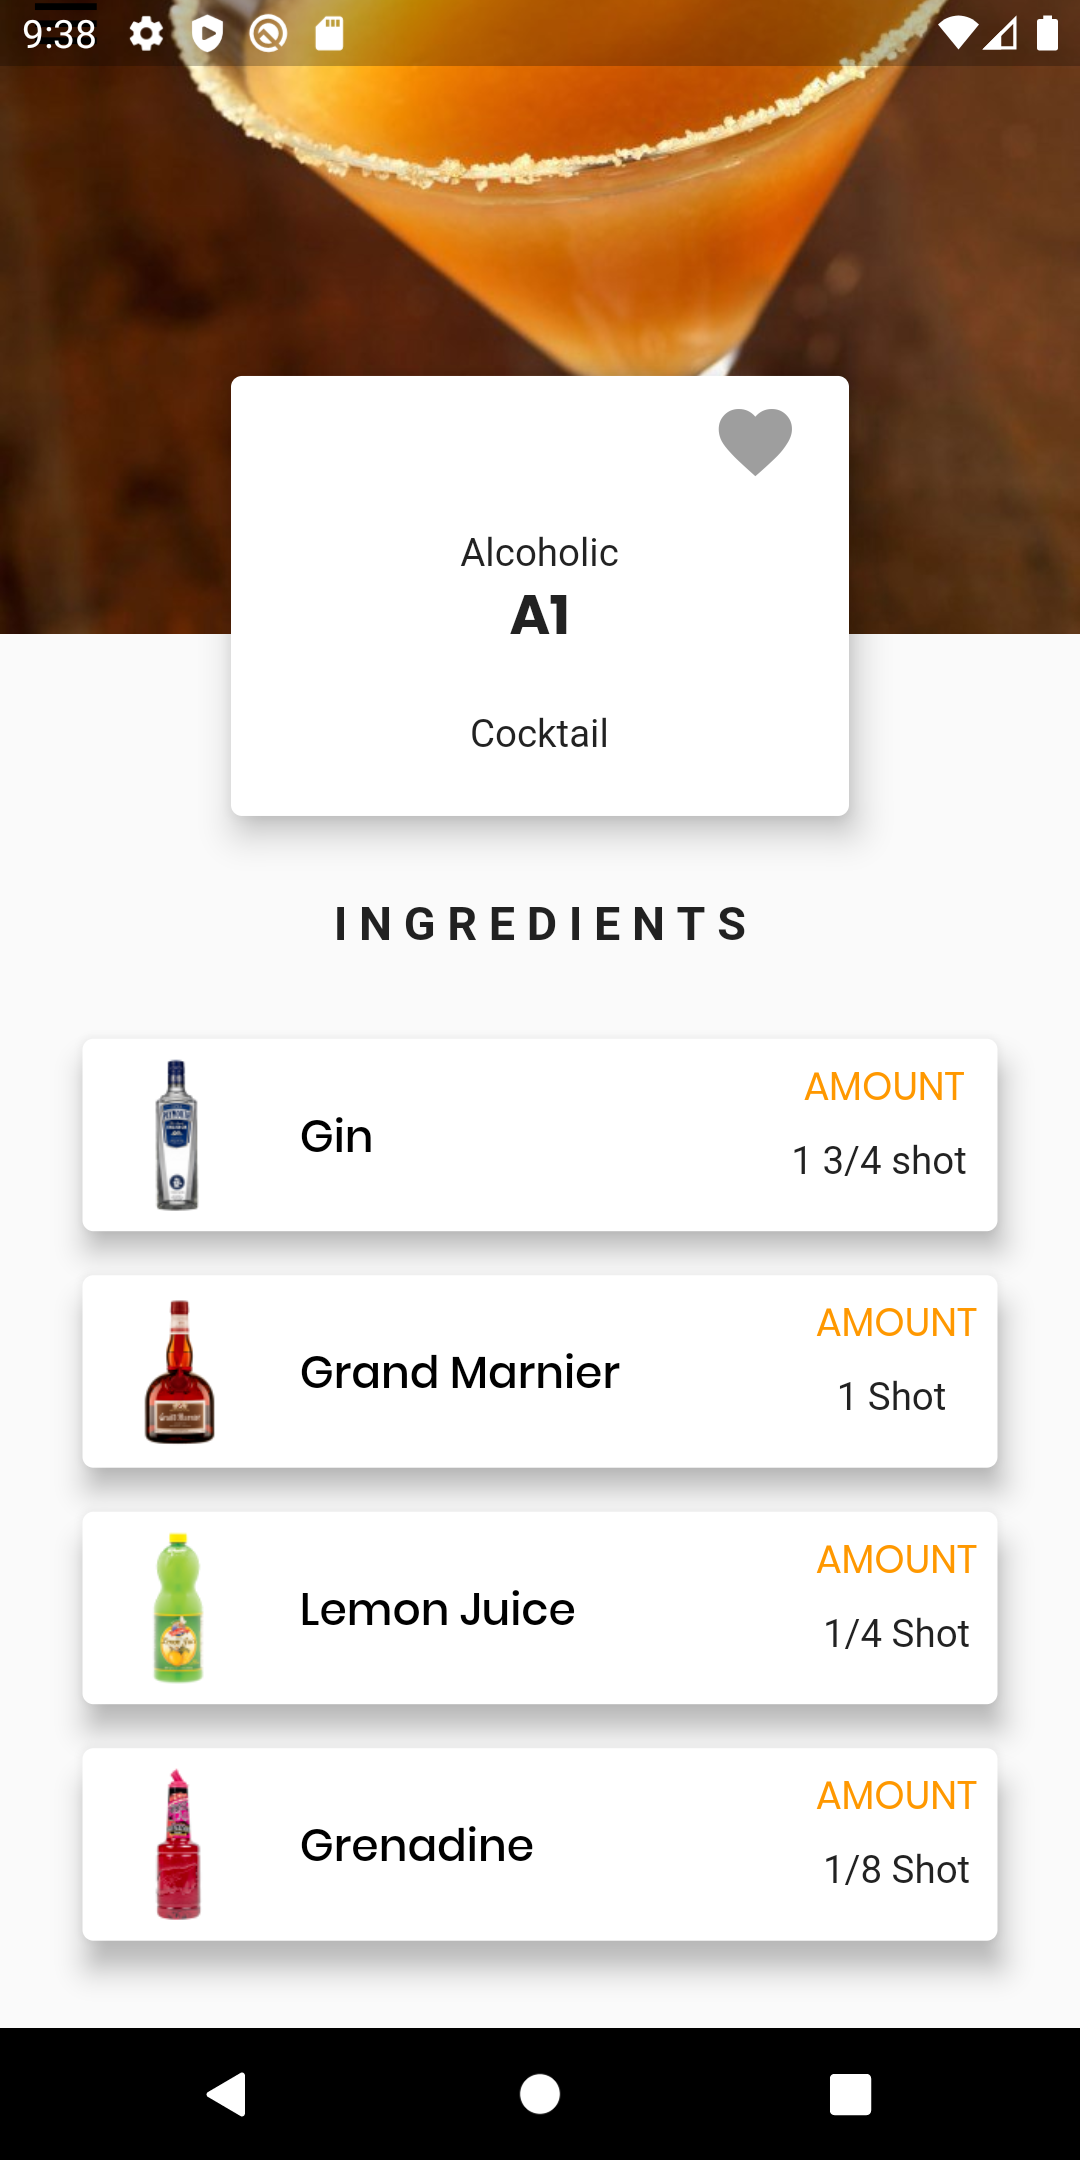 9:38
Alcoholic
A1
Cocktail
INGREDIENTS
AMOUNT
Gin
1 3/4 shot
AMOUNT
Grand Marnier
1 Shot
AMOUNT
Lemon Juice
1/4 Shot
AMOUNT
Grenadine
1/8 Shot